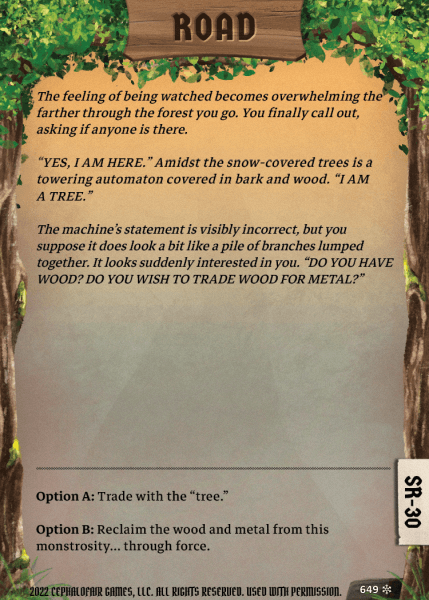 ROAD
The feeling of being watched becomes overwhelming the
farther through the forest you go. You finally call out,
asking if anyone is there.
“YES, I AM HERE.” Amidst the snow-covered trees is a
towering automaton covered in bark and wood. “I AM
A TREE.”
The machine’s statement is visibly incorrect, but you
suppose it does look a bit like a pile of branches lumped
together. It looks suddenly interested in you. “DO YOU HAVE
WOOD? DO YOU WISH TO TRADE WOOD FOR METAL?”
Option A: Trade with the “tree.”
Option B: Reclaim the wood and metal from this
monstrosity... through force.
SR-30
2022 CEPHALOFAIR GAMES, LLC. ALL RIGHTS RESERVED. USED WITH PERMISSION.
649